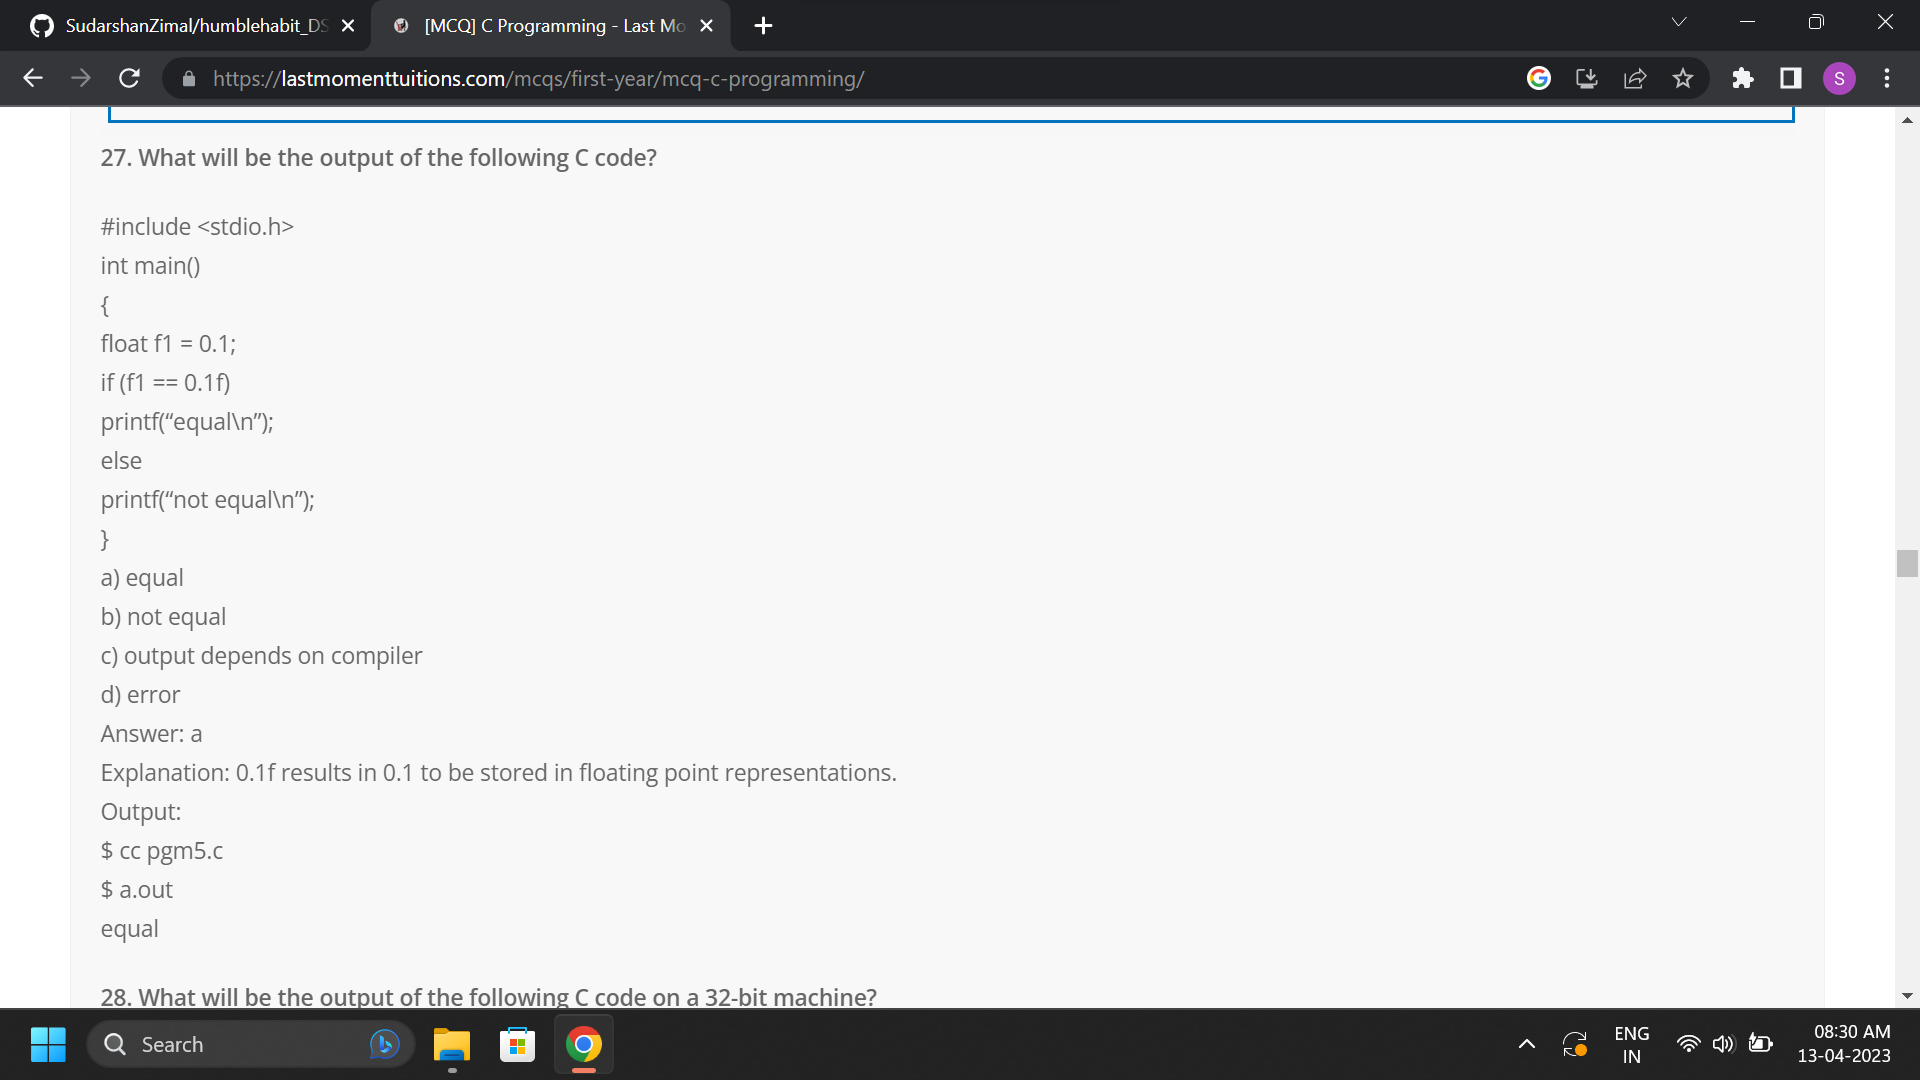 SudarshanZimal/humblehabit_DS
[MCQ] C Programming - Last Mo
https://lastmomenttuitions.com/mcqs/first-year/mcq-c-programming/
S
27. What will be the output of the following C code?
#include <stdio.h>
int main()
{
float f1 = 0.1;
if (f1 == 0.1f)
printf(“equal\n”);
else
printf(“not equal\n”);
}
a) equal
b) not equal
c) output depends on compiler
d) error
Answer: a
Explanation: 0.1f results in 0.1 to be stored in floating point representations.
Output:
$ cc pgm5.c
$ a.out
equal
28. What will be the output of the following C code on a 32-bit machine?
Search
ENG
IN
08:30 AM
13-04-2023